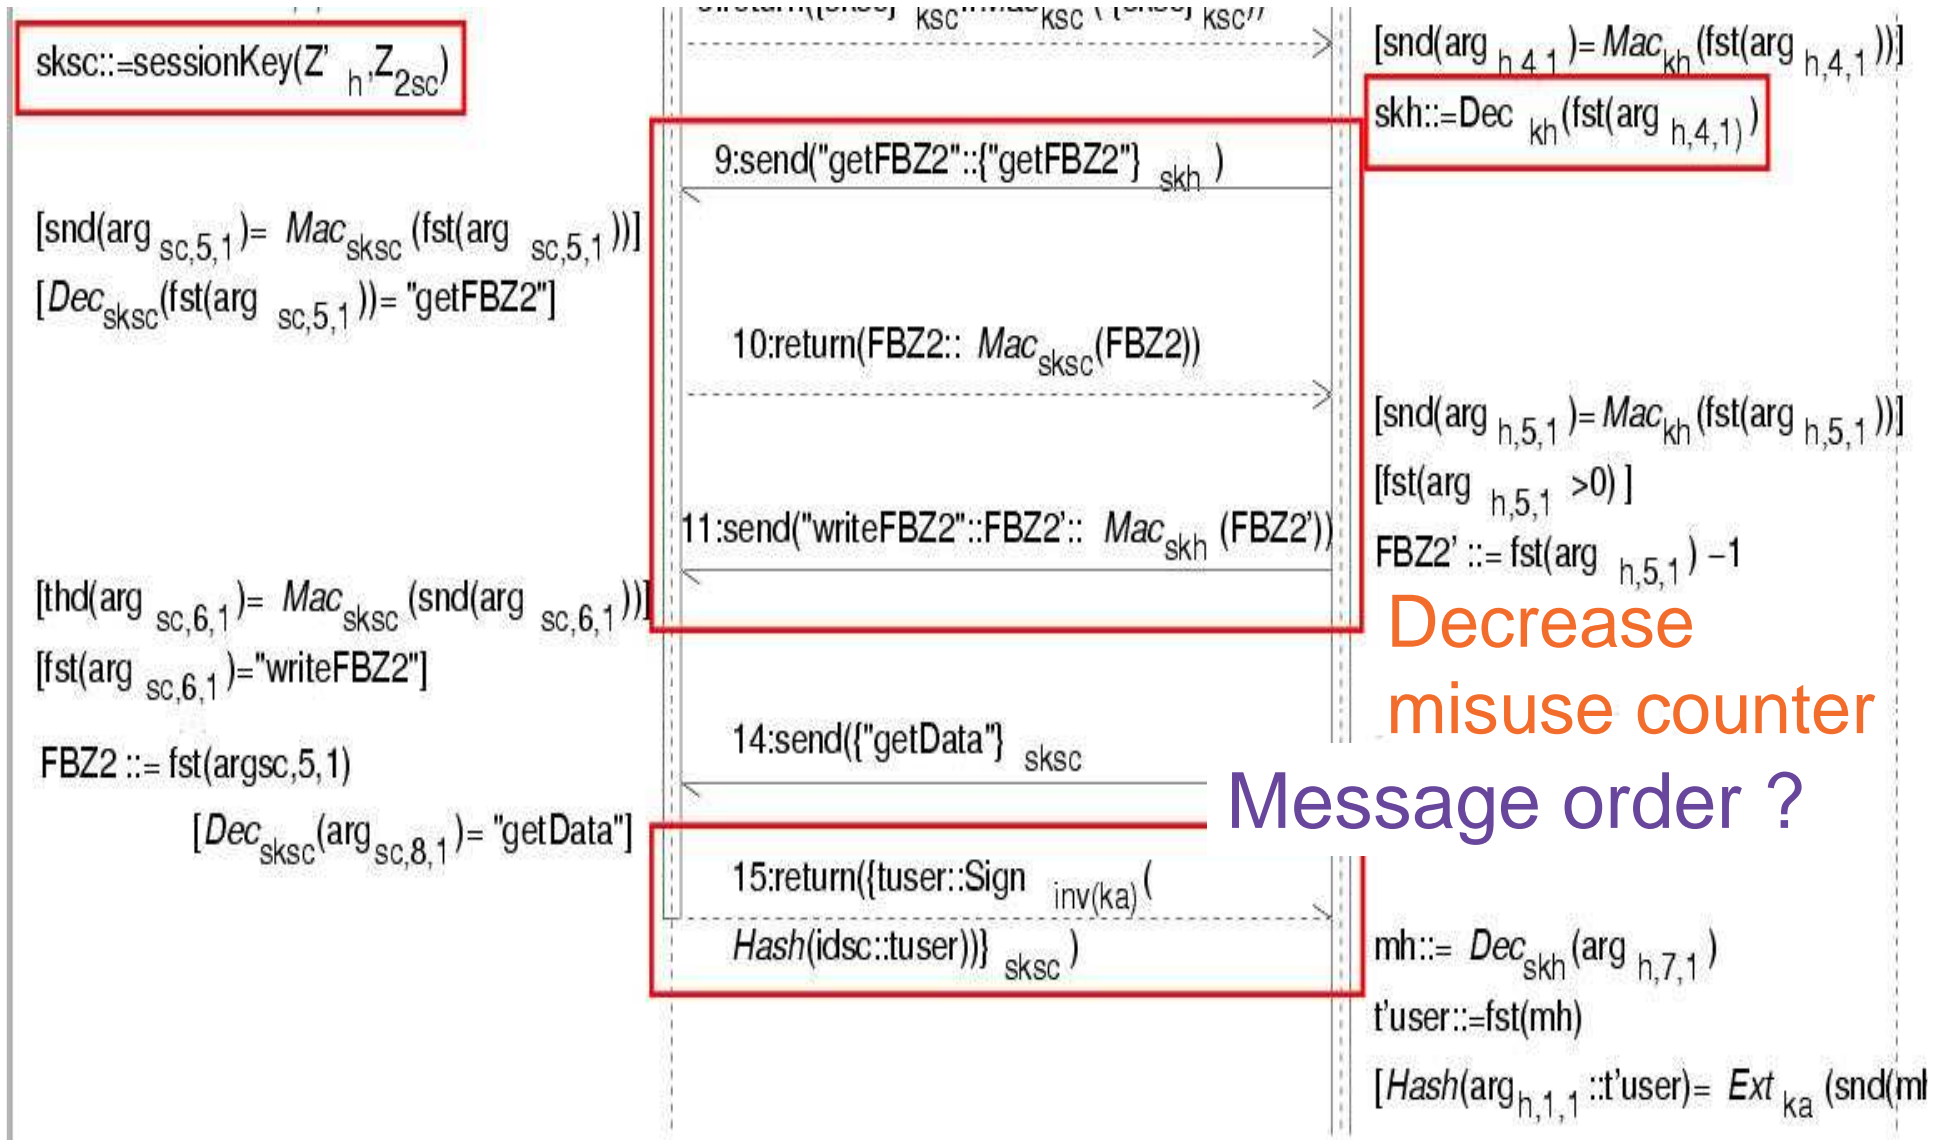 sksc::=sessionKey(Z' h,Z2sc)
[snd(arg h,4,1)= Mackh(fst(arg h,4,1))]
skh::=Dec kh(fst(arg h,4,1))
9:send("getFBZ2"::{"getFBZ2"} skh )
[snd(arg sc,5,1)= Macsksc(fst(arg sc,5,1))]
[Decsksc(fst(arg sc,5,1))= "getFBZ2"]
10:return(FBZ2:: Macsksc(FBZ2))
[snd(arg h,5,1)= Mackh(fst(arg h,5,1))]
[fst(arg h,5,1 >0) ]
11:send("writeFBZ2"::FBZ2':: Macskh (FBZ2'))
FBZ2' ::= fst(arg h,5,1) –1
[thd(arg sc,6,1)= Macsksc(snd(arg sc,6,1))]
[fst(arg sc,6,1)="writeFBZ2"]
Decrease
misuse counter
14:send({"getData"} sksc
FBZ2 ::= fst(argsc,5,1)
Message order ?
[Decsksc(argsc,8,1)= "getData"]
15:return({tuser::Sign inv(ka) (
Hash(idsc::tuser))} sksc )
mh::= Decskh(arg h,7,1)
t'user::=fst(mh)
[Hash(argh,1,1 ::t'user)= Ext ka (snd(